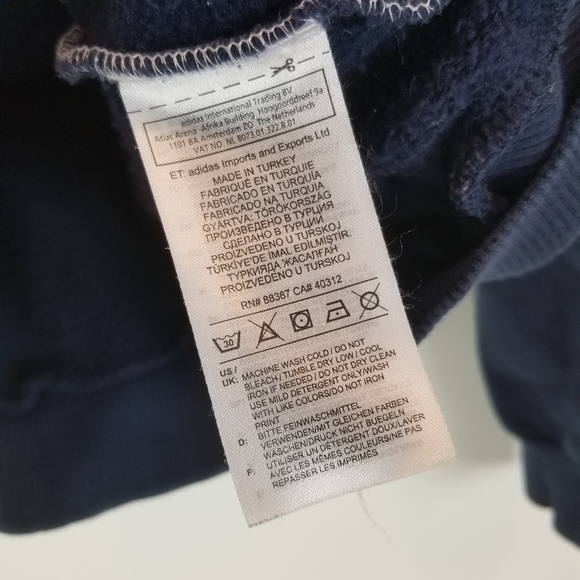 adidas International Trading BV
Atlas Arena Afrika Building, Hoogoorddreef 9a
1101 BA Amsterdam ZO The Netherlands
VAT NO. NL 8073.01.322.B.01
ET: adidas Imports and Exports Ltd
MADE IN TURKEY
FABRIQUÉ EN TURQUIE
FABRICADO EN TURQUÍA
FABRICADO NA TURQUIA
GYÁRTVA: TÖRÖKORSZÁG
ПРОИЗВЕДЕНО В ТУРЦИЯ
СДЕЛАНО В ТУРЦИИ
PROIZVEDENO U TURSKOJ
TÜRKİYE'DE İMAL EDİLMİŞTİR.
ТУРКИЯДА ЖАСАЛҒАН
PROIZVEDENO U TURSKOJ
RN# 88387 CA# 40312
30
US / UK: MACHINE WASH COLD / DO NOT
BLEACH / TUMBLE DRY LOW / COOL
IRON IF NEEDED / DO NOT DRY CLEAN
USE MILD DETERGENT ONLY/WASH
WITH LIKE COLORS/DO NOT IRON
PRINT
D: BITTE FEINWASCHMITTEL
VERWENDEN/MIT GLEICHEN FARBEN
WASCHEN/DRUCK NICHT BUEGELN
F: UTILISER UN DETERGENT DOUX/LAVER
AVEC LES MÊMES COULEURS/NE PAS
REPASSER LES IMPRIMÉS